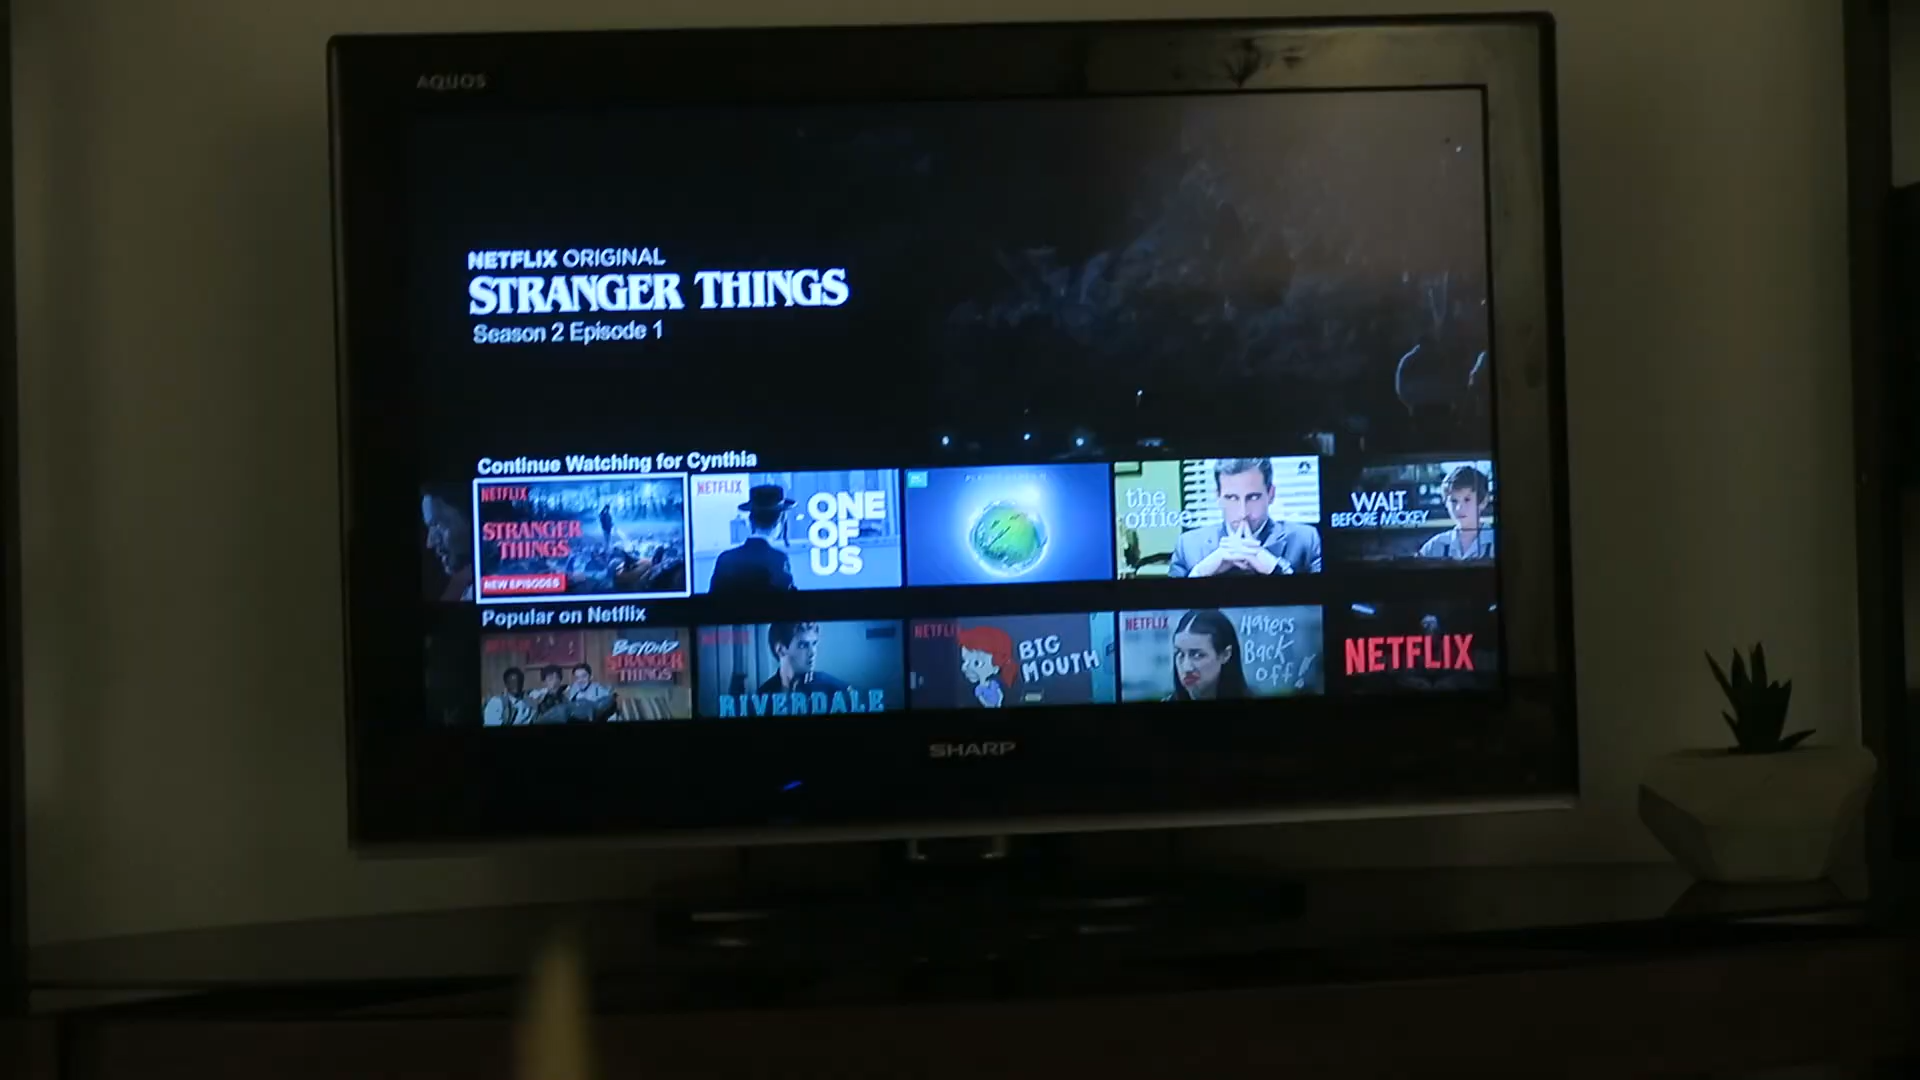 AQUOS
NETFLIX ORIGINAL
STRANGER THINGS
Season 2 Episode 1
Continue Watching for Cynthia
NETFLIX
STRANGER
THINGS
NEW EPISODES
NETFLIX
ONE
OF
US
the
office
WALT
BEFORE MICKEY
Popular on Netflix
BEYOND
STRANGER
THINGS
RIVERDALE
NETFLIX
BIG
MOUTH
NETFLIX
Haters
Back
Off!
NETFLIX
SHARP